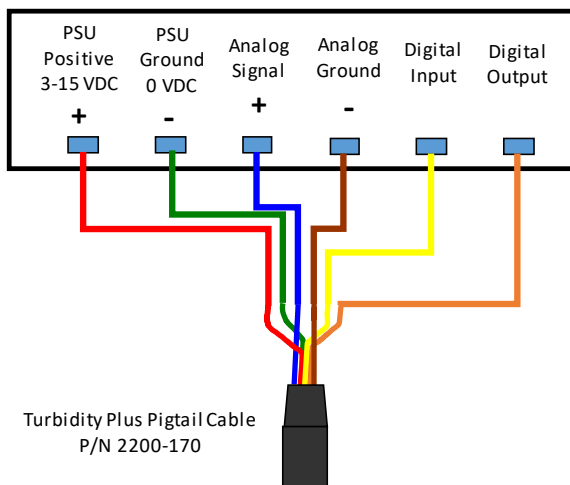 PSU
Positive
3-15 VDC
+
PSU
Ground
0 VDC
-
Analog
Signal
+
Analog
Ground
-
Digital
Input
Digital
Output
Turbidity Plus Pigtail Cable
P/N 2200-170